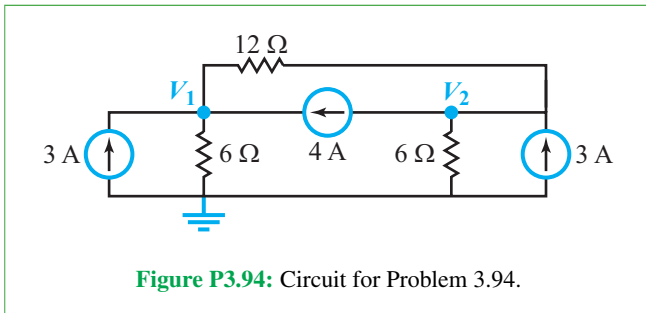 12 Ω
V1 V2
3 A 6 Ω 4 A 6 Ω 3 A
Figure P3.94: Circuit for Problem 3.94.